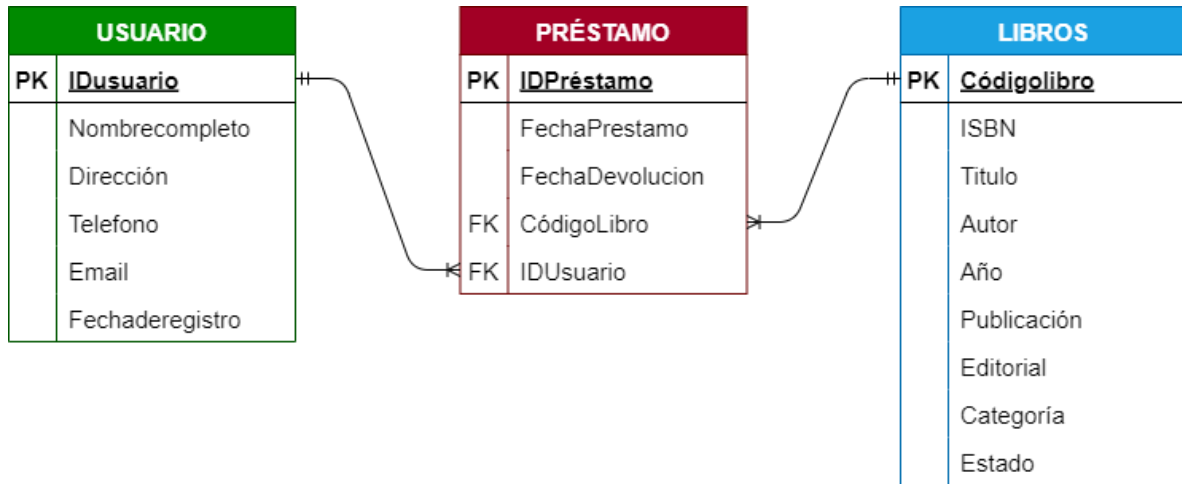 USUARIO
PK IDusuario
Nombrecompleto
Dirección
Telefono
Email
Fechaderegistro
PRÉSTAMO
PK IDPréstamo
FechaPrestamo
FechaDevolucion
FK CódigoLibro
FK IDUsuario
LIBROS
PK Códigolibro
ISBN
Titulo
Autor
Año
Publicación
Editorial
Categoría
Estado